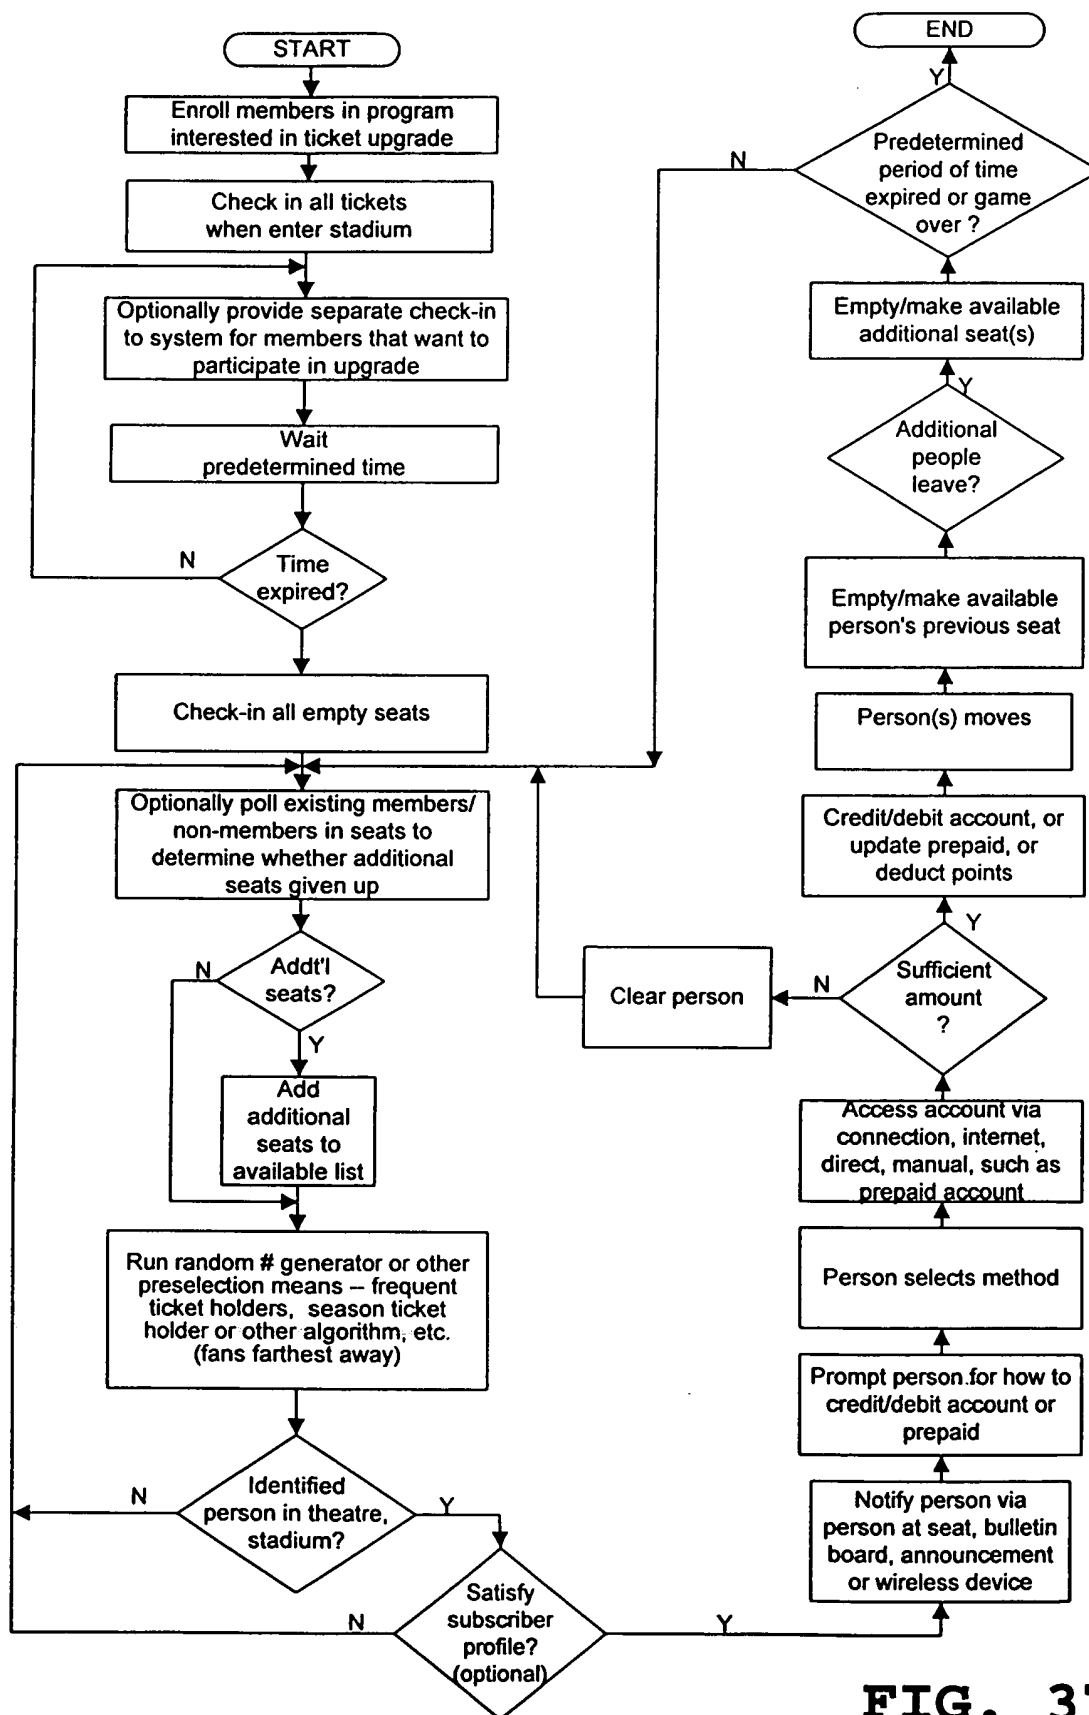 START
Enroll members in program
interested in ticket upgrade
Check in all tickets
when enter stadium
Optionally provide separate check-in
to system for members that want to
participate in upgrade
Wait
predetermined time
N
Time
expired?
Check-in all empty seats
Optionally poll existing members/
non-members in seats to
determine whether additional
seats given up
N
Addt'l
seats?
Y
Add
additional
seats to
available list
Run random # generator or other
preselection means – frequent
ticket holders, season ticket
holder or other algorithm, etc.
(fans farthest away)
N
Identified
person in theatre,
stadium?
Y
N
Satisfy
subscriber
profile?
(optional)
Y
Notify person via
person at seat, bulletin
board, announcement
or wireless device
Prompt person.for how to
credit/debit account or
prepaid
Person selects method
Access account via
connection, internet,
direct, manual, such as
prepaid account
Sufficient
amount
?
N
Clear person
Y
Credit/debit account, or
update prepaid, or
deduct points
Person(s) moves
Empty/make available
person's previous seat
Additional
people
leave?
Y
Empty/make available
additional seat(s)
Predetermined
period of time
expired or game
over ?
N
Y
END
FIG. 3